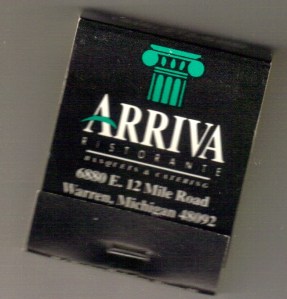 ARRIVA
RISTORANTE
BANQUETS & CATERING
6880 E. 12 Mile Road
Warren, Michigan 48092